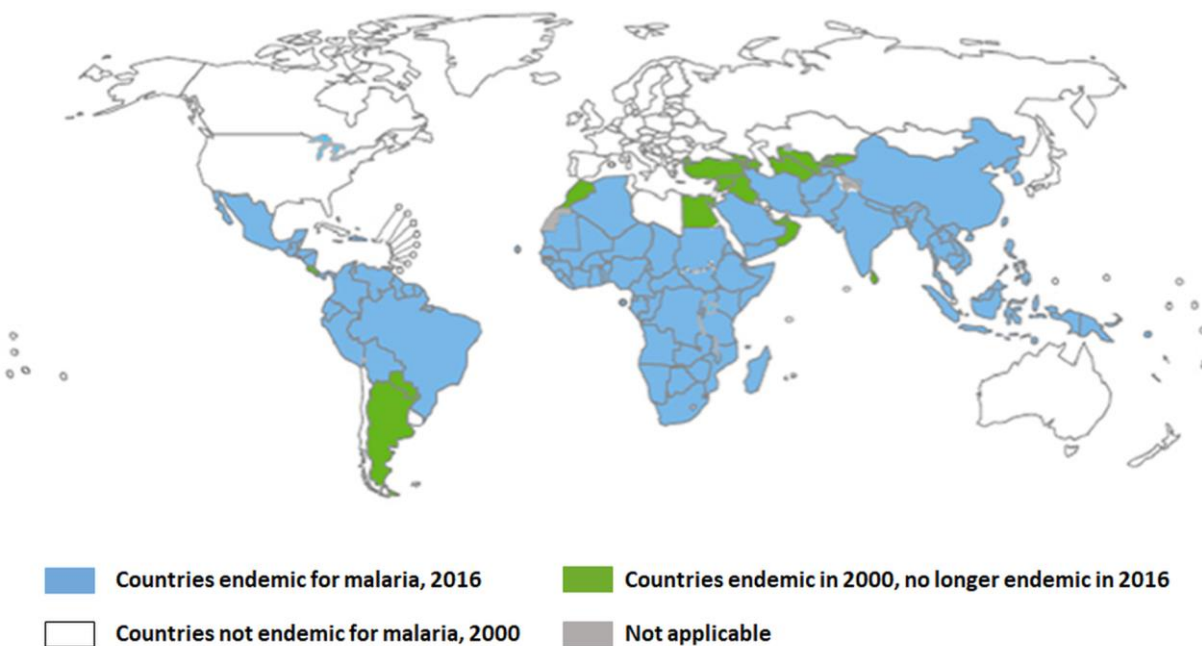 Countries endemic for malaria, 2016
Countries endemic in 2000, no longer endemic in 2016
Countries not endemic for malaria, 2000
Not applicable